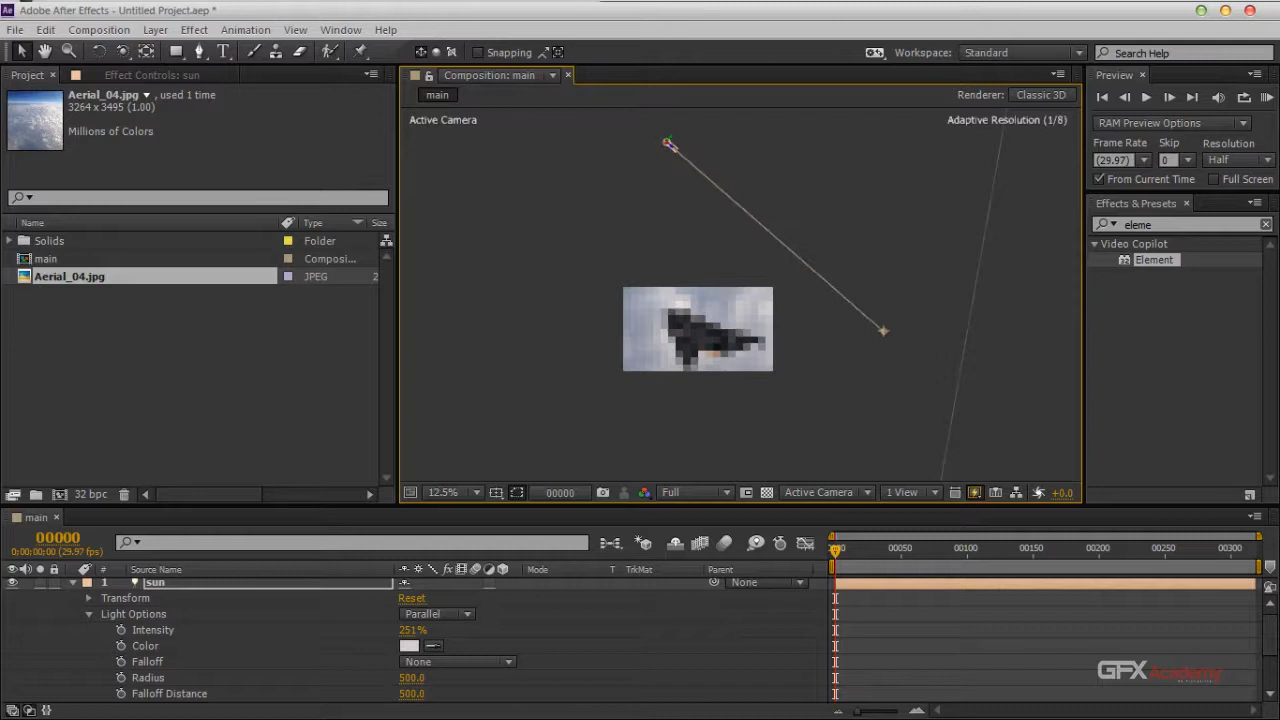 Adobe After Effects - Untitled Project.aep *
File Edit Composition Layer Effect Animation View Window Help
Snapping
Workspace: Standard
Search Help
Project
Effect Controls: sun
Composition: main
Preview
Aerial_04.jpg , used 1 time
3264 x 3495 (1.00)
Millions of Colors
main
Renderer: Classic 3D
Active Camera
Adaptive Resolution (1/8)
RAM Preview Options
Frame Rate Skip Resolution
(29.97) 0 Half
From Current Time Full Screen
Effects & Presets
eleme
Video Copilot
Element
Name Type Size
Solids Folder
main Composi...
Aerial_04.jpg JPEG 2
32 bpc
12.5% 00000 Full Active Camera 1 View +0.0
main
00000
0;00;00;00 (29.97 fps)
00050 00100 00150 00200 00250 00300
# Source Name Mode T TrkMat Parent
1 sun None
Transform Reset
Light Options Parallel
Intensity 251%
Color
Falloff None
Radius 500.0
Falloff Distance 500.0
GFX Academy